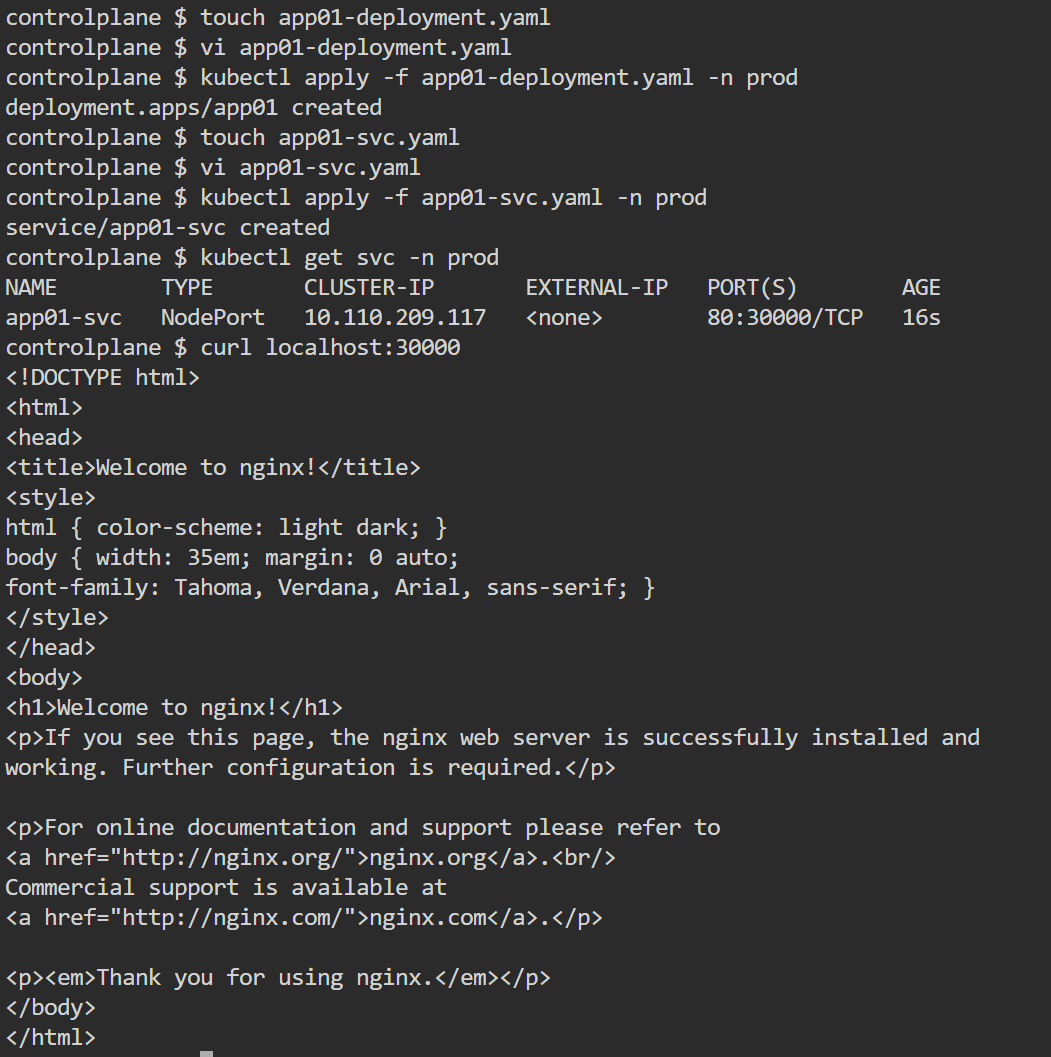 controlplane $ touch app01-deployment.yaml
controlplane $ vi app01-deployment.yaml
controlplane $ kubectl apply -f app01-deployment.yaml -n prod
deployment.apps/app01 created
controlplane $ touch app01-svc.yaml
controlplane $ vi app01-svc.yaml
controlplane $ kubectl apply -f app01-svc.yaml -n prod
service/app01-svc created
controlplane $ kubectl get svc -n prod
NAME        TYPE       CLUSTER-IP       EXTERNAL-IP   PORT(S)        AGE
app01-svc   NodePort   10.110.209.117   <none>        80:30000/TCP   16s
controlplane $ curl localhost:30000
<!DOCTYPE html>
<html>
<head>
<title>Welcome to nginx!</title>
<style>
html { color-scheme: light dark; }
body { width: 35em; margin: 0 auto;
font-family: Tahoma, Verdana, Arial, sans-serif; }
</style>
</head>
<body>
<h1>Welcome to nginx!</h1>
<p>If you see this page, the nginx web server is successfully installed and
working. Further configuration is required.</p>

<p>For online documentation and support please refer to
<a href="http://nginx.org/">nginx.org</a>.<br/>
Commercial support is available at
<a href="http://nginx.com/">nginx.com</a>.</p>

<p><em>Thank you for using nginx.</em></p>
</body>
</html>